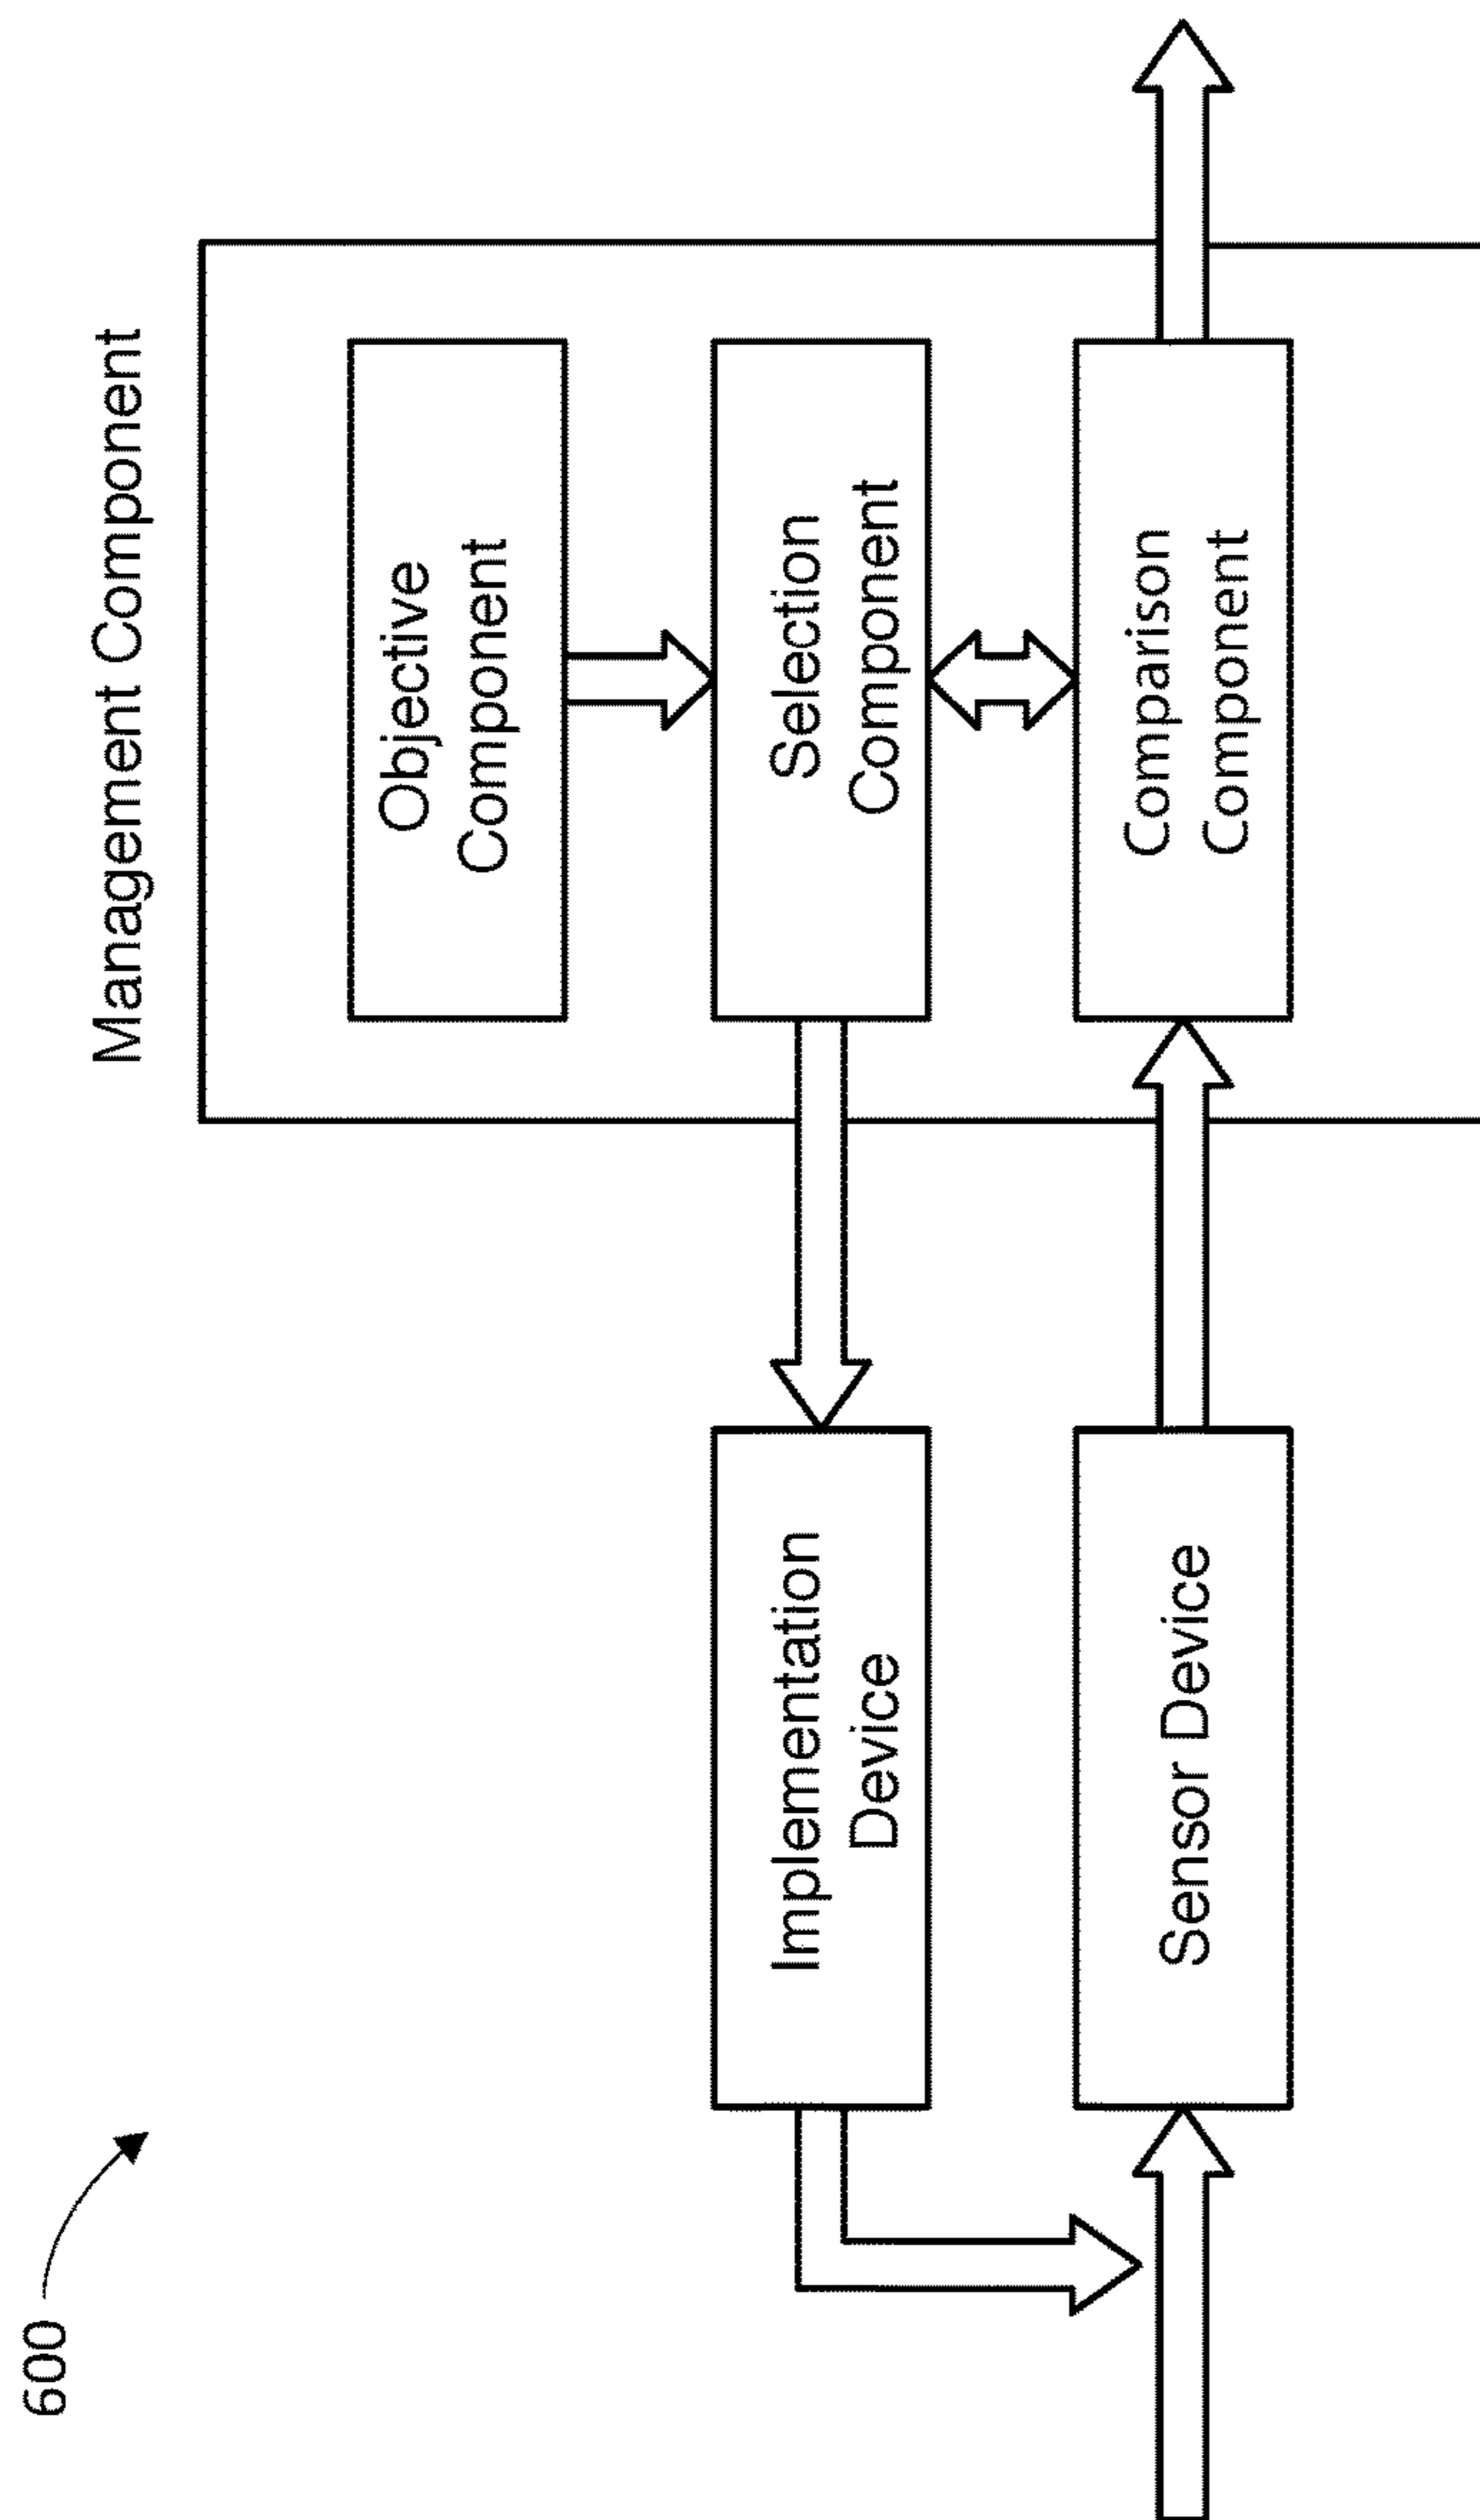 600
Management Component
Objective
Component
Implementation
Device
Selection
Component
Sensor Device
Comparison
Component